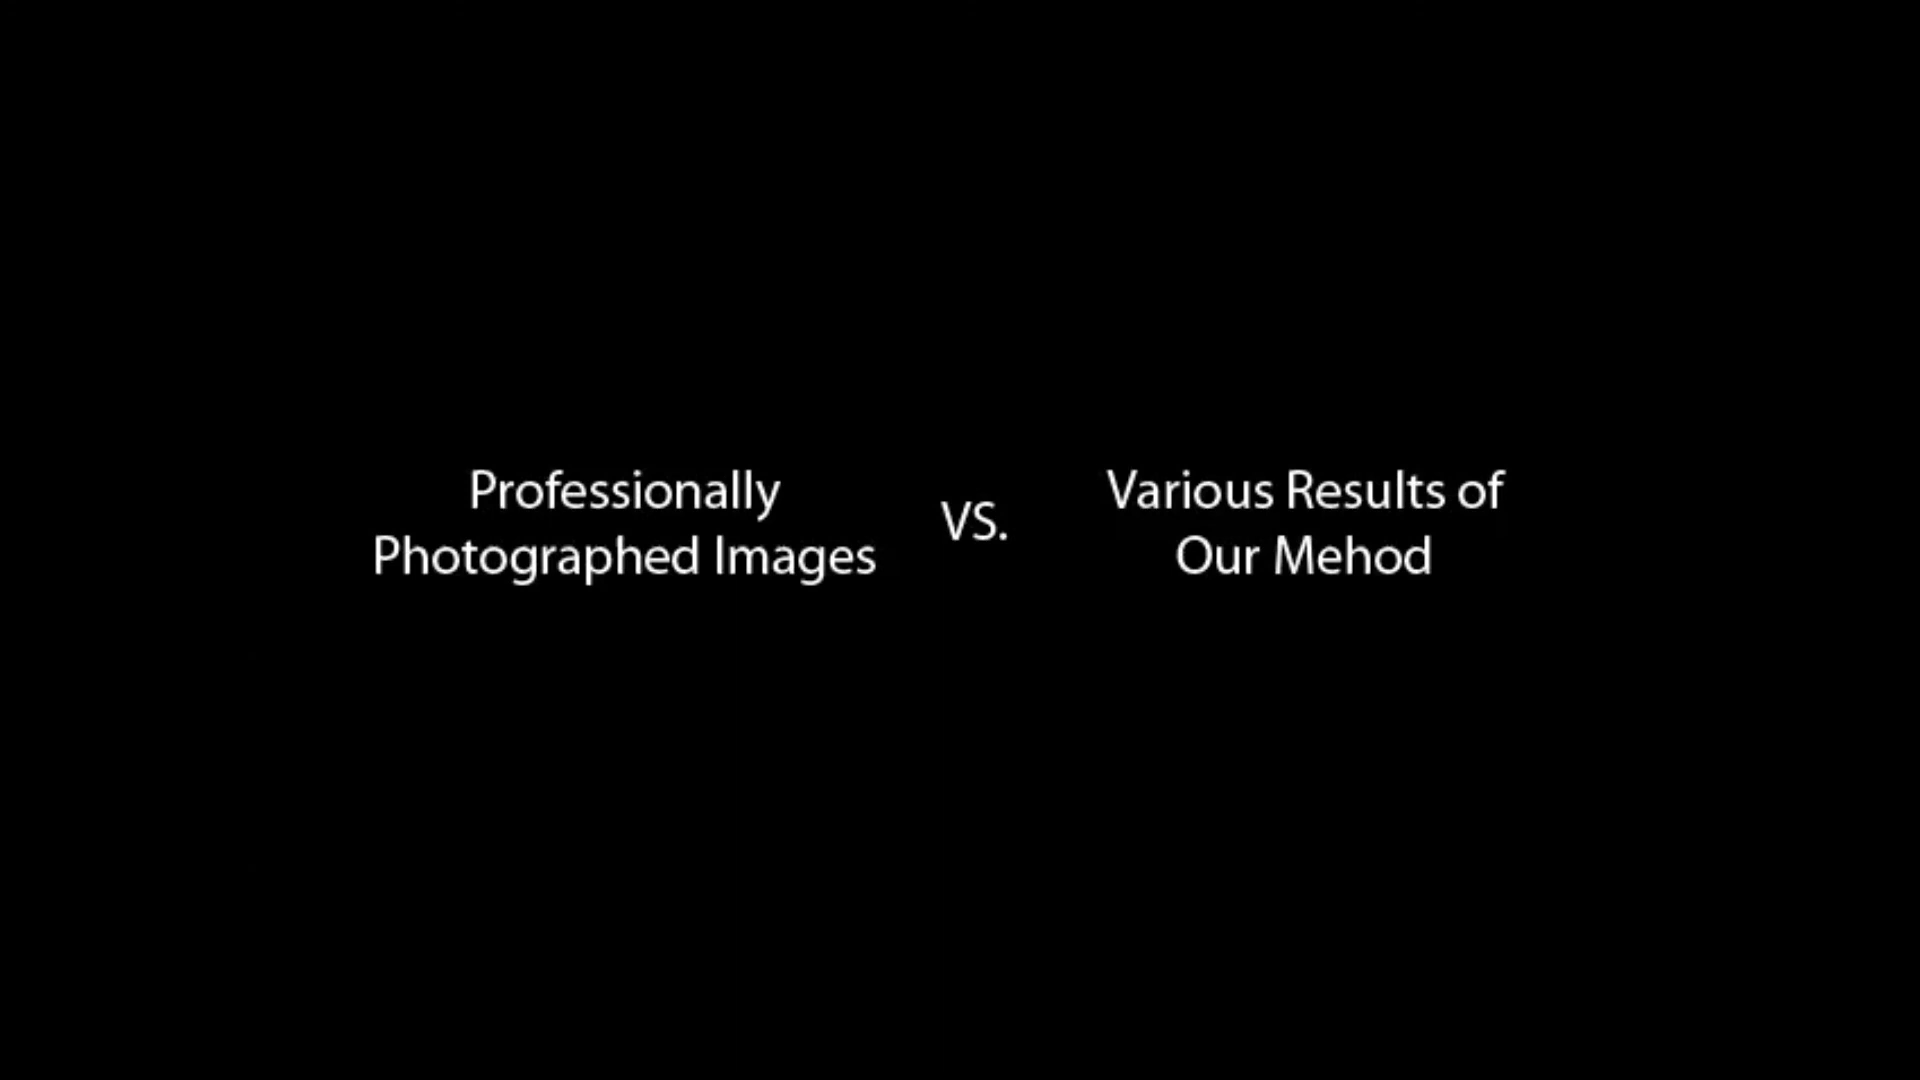 Professionally
Photographed Images
VS.
Various Results of
Our Mehod